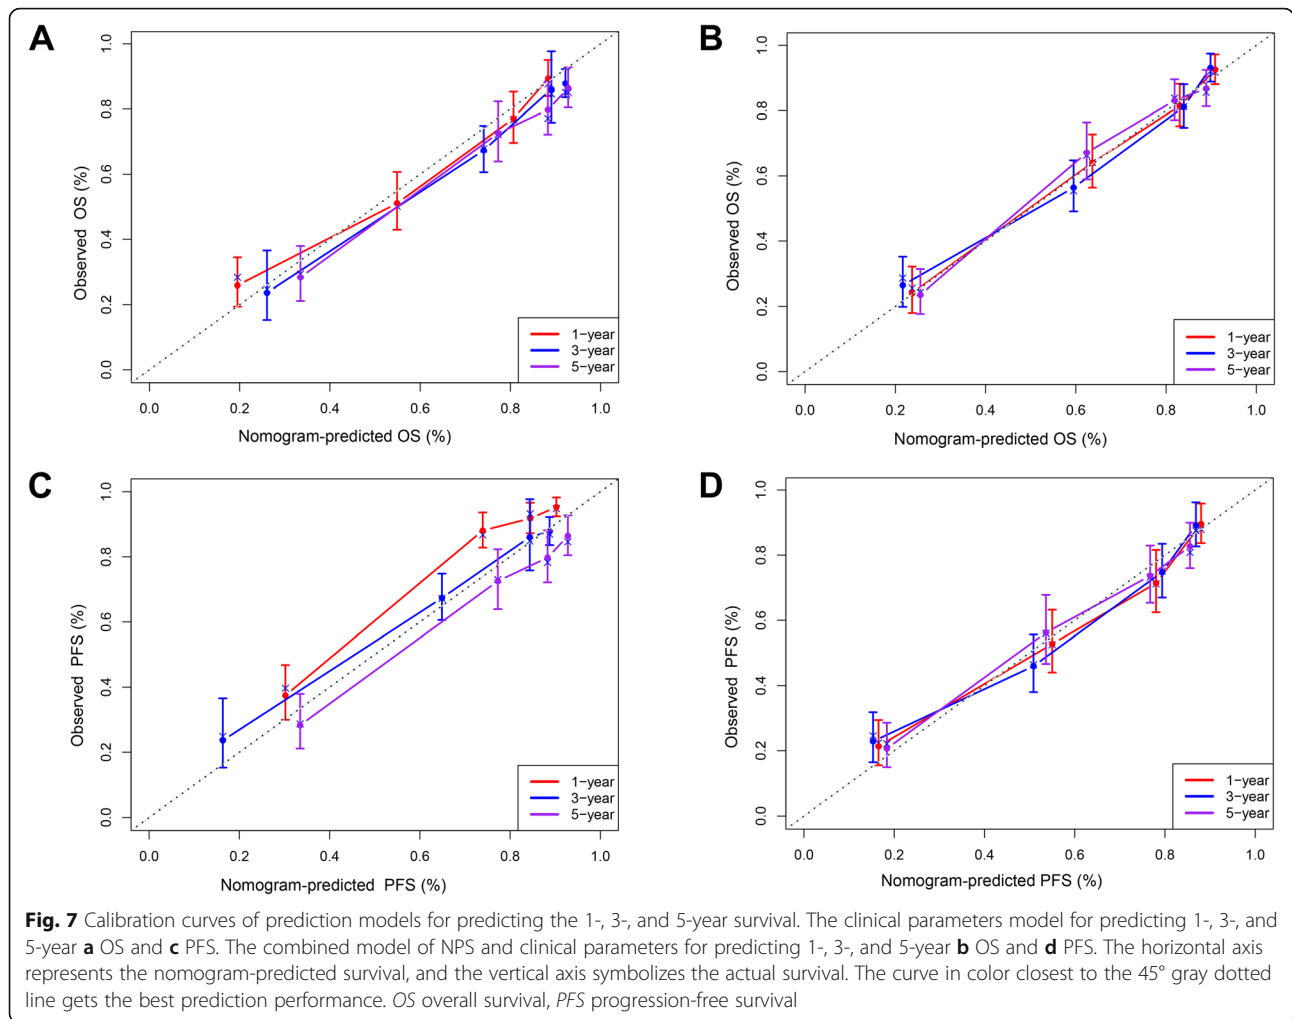 A
1.0
0.8
0.6
0.4
0.2
0.0
Observed OS (%)
1−year
3−year
5−year
0.0 0.2 0.4 0.6 0.8 1.0
Nomogram-predicted OS (%)
B
1.0
0.8
0.6
0.4
0.2
0.0
Observed OS (%)
1−year
3−year
5−year
0.0 0.2 0.4 0.6 0.8 1.0
Nomogram-predicted OS (%)
C
1.0
0.8
0.6
0.4
0.2
0.0
Observed PFS (%)
1−year
3−year
5−year
0.0 0.2 0.4 0.6 0.8 1.0
Nomogram-predicted PFS (%)
D
1.0
0.8
0.6
0.4
0.2
0.0
Observed PFS (%)
1−year
3−year
5−year
0.0 0.2 0.4 0.6 0.8 1.0
Nomogram-predicted PFS (%)
Fig. 7 Calibration curves of prediction models for predicting the 1-, 3-, and 5-year survival. The clinical parameters model for predicting 1-, 3-, and
5-year a OS and c PFS. The combined model of NPS and clinical parameters for predicting 1-, 3-, and 5-year b OS and d PFS. The horizontal axis
represents the nomogram-predicted survival, and the vertical axis symbolizes the actual survival. The curve in color closest to the 45° gray dotted
line gets the best prediction performance. OS overall survival, PFS progression-free survival